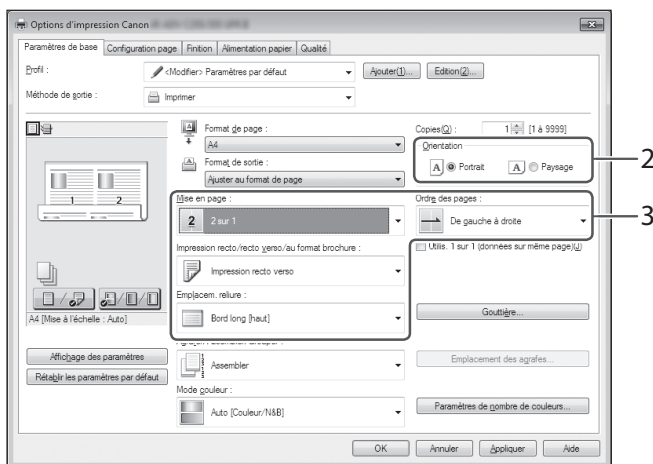 Options d'impression Canon
Paramètres de base Configuration page Finition Alimentation papier Qualité
Profil :
<Modifier> Paramètres par défaut
Ajouter(1)... Edition(2)...
Méthode de sortie :
Imprimer
Format de page :
A4
Copies(Q) :
1 [1 à 9999]
Orientation
A Portrait A Paysage
2
Format de sortie :
Ajuster au format de page
1 2
Mise en page :
2 2 sur 1
Ordre des pages :
De gauche à droite
3
Impression recto/recto verso/au format brochure :
Impression recto verso
Utilis. 1 sur 1 (données sur même page)(J)
Emplacem. reliure :
Bord long [haut]
Gouttière...
A4 [Mise à l'échelle : Auto]
Affichage des paramètres
Rétablir les paramètres par défaut
Assembler
Emplacement des agrafes...
Mode couleur :
Auto [Couleur/N&B]
Paramètres de nombre de couleurs...
OK Annuler Appliquer Aide